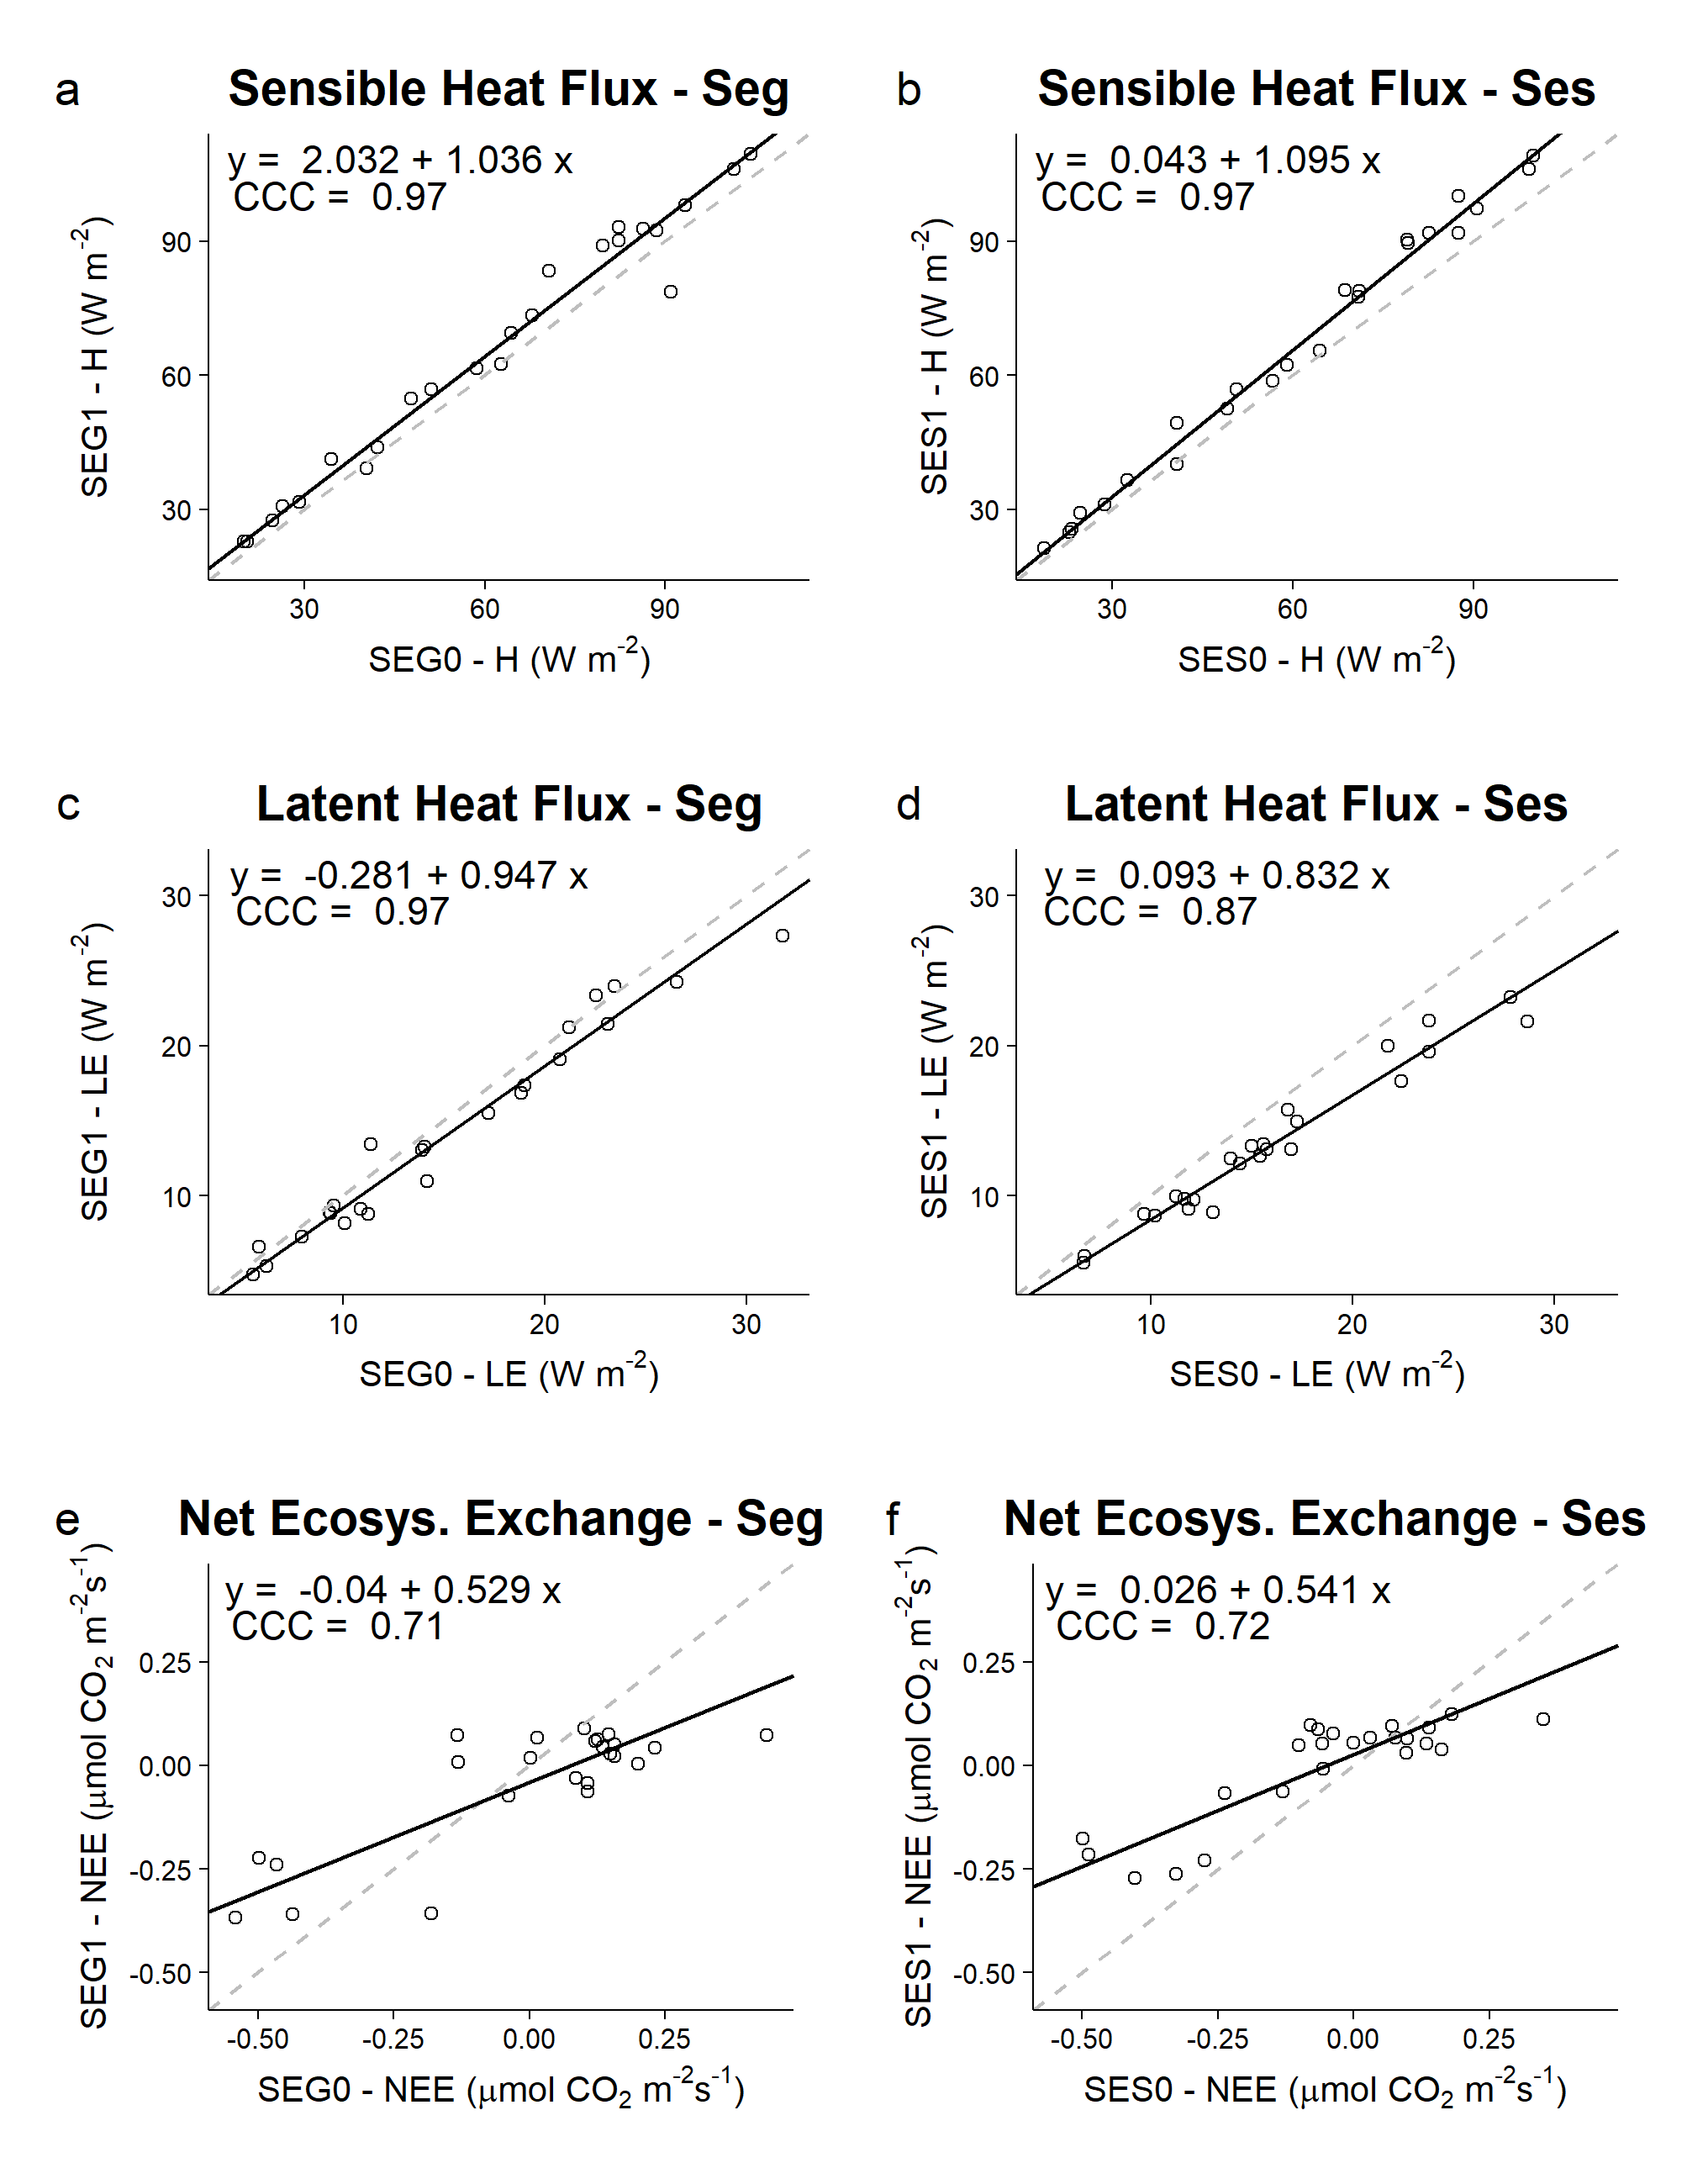 a
Sensible Heat Flux - Seg
y = 2.032 + 1.036 x
CCC = 0.97
SEG1 - H (W m⁻²)
90
60
30
30 60 90
SEG0 - H (W m⁻²)
b
Sensible Heat Flux - Ses
y = 0.043 + 1.095 x
CCC = 0.97
SES1 - H (W m⁻²)
90
60
30
30 60 90
SES0 - H (W m⁻²)
c
Latent Heat Flux - Seg
y = -0.281 + 0.947 x
CCC = 0.97
SEG1 - LE (W m⁻²)
30
20
10
10 20 30
SEG0 - LE (W m⁻²)
d
Latent Heat Flux - Ses
y = 0.093 + 0.832 x
CCC = 0.87
SES1 - LE (W m⁻²)
30
20
10
10 20 30
SES0 - LE (W m⁻²)
e
Net Ecosys. Exchange - Seg
y = -0.04 + 0.529 x
CCC = 0.71
SEG1 - NEE (μmol CO₂ m⁻²s⁻¹)
0.25
0.00
-0.25
-0.50
-0.50 -0.25 0.00 0.25
SEG0 - NEE (μmol CO₂ m⁻²s⁻¹)
f
Net Ecosys. Exchange - Ses
y = 0.026 + 0.541 x
CCC = 0.72
SES1 - NEE (μmol CO₂ m⁻²s⁻¹)
0.25
0.00
-0.25
-0.50
-0.50 -0.25 0.00 0.25
SES0 - NEE (μmol CO₂ m⁻²s⁻¹)